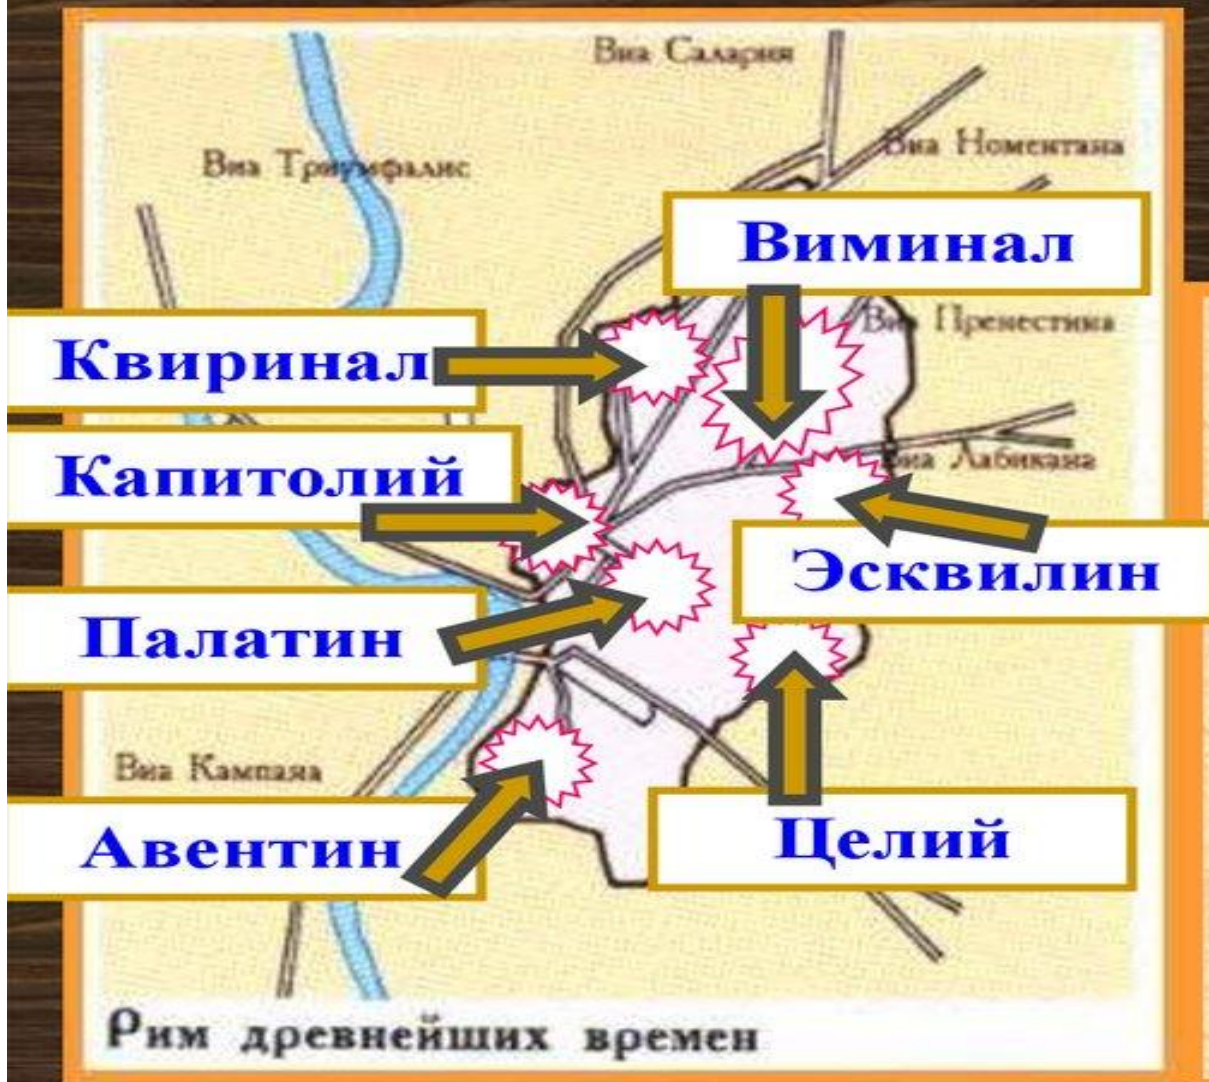 Виа Салария
Виа Номентана
Виа Триумфалис
Виминал
Виа Пренестина
Квиринал
Виа Лабикана
Капитолий
Эсквилин
Палатин
Виа Кампана
Авентин
Целий
Рим древнейших времен